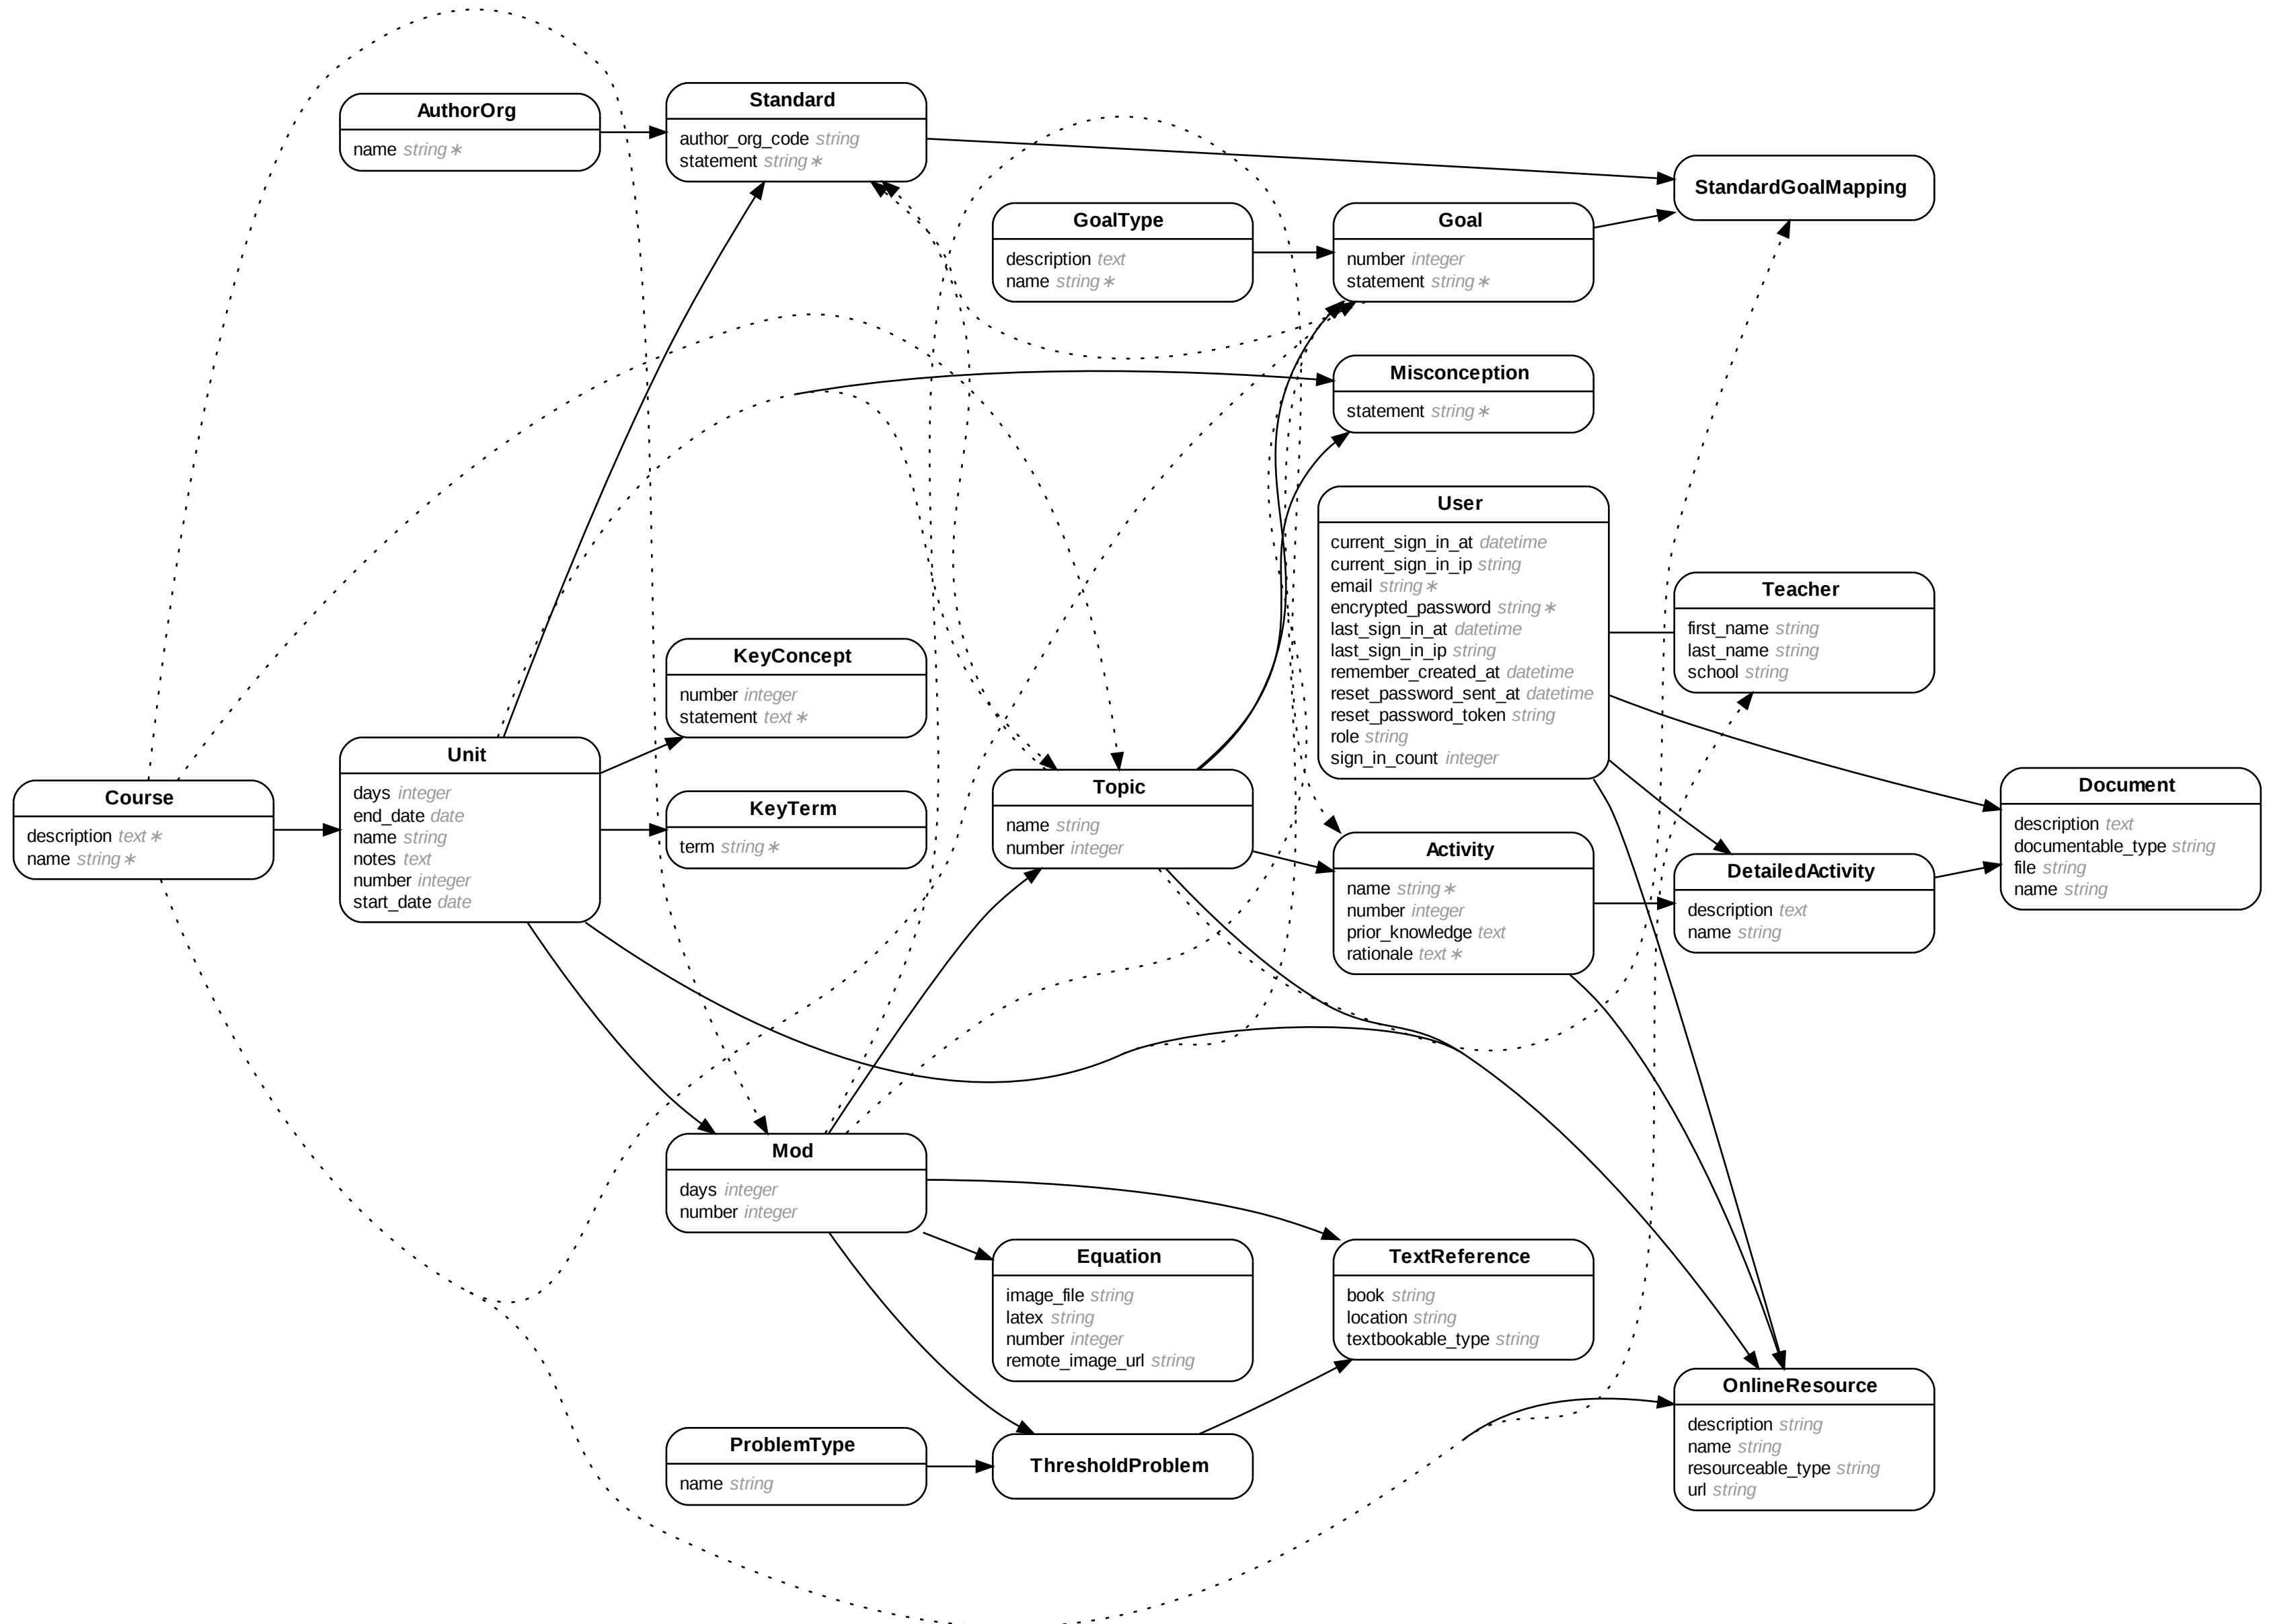 AuthorOrg
name string∗
Standard
author_org_code string
statement string∗
StandardGoalMapping
GoalType
description text
name string∗
Goal
number integer
statement string∗
Misconception
statement string∗
User
current_sign_in_at datetime
current_sign_in_ip string
email string∗
encrypted_password string∗
last_sign_in_at datetime
last_sign_in_ip string
remember_created_at datetime
reset_password_sent_at datetime
reset_password_token string
role string
sign_in_count integer
Teacher
first_name string
last_name string
school string
KeyConcept
number integer
statement text∗
Unit
days integer
end_date date
name string
notes text
number integer
start_date date
Course
description text∗
name string∗
KeyTerm
term string∗
Topic
name string
number integer
Activity
name string∗
number integer
prior_knowledge text
rationale text∗
DetailedActivity
description text
name string
Document
description text
documentable_type string
file string
name string
Mod
days integer
number integer
Equation
image_file string
latex string
number integer
remote_image_url string
TextReference
book string
location string
textbookable_type string
OnlineResource
description string
name string
resourceable_type string
url string
ProblemType
name string
ThresholdProblem